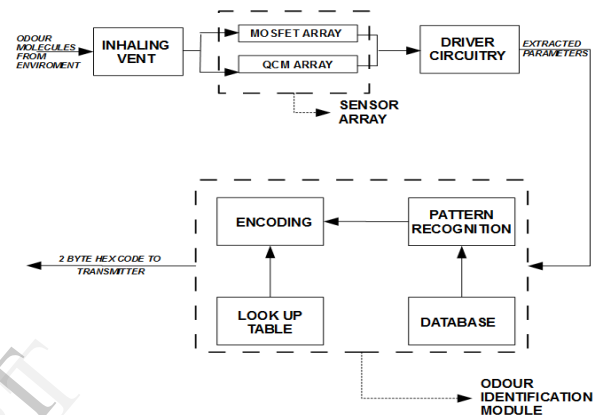 ODOUR
MOLECULES
FROM
ENVIROMENT
INHALING
VENT
MOSFET ARRAY
QCM ARRAY
SENSOR
ARRAY
DRIVER
CIRCUITRY
EXTRACTED
PARAMETERS
ENCODING
PATTERN
RECOGNITION
2 BYTE HEX CODE TO
TRANSMITTER
LOOK UP
TABLE
DATABASE
ODOUR
IDENTIFICATION
MODULE